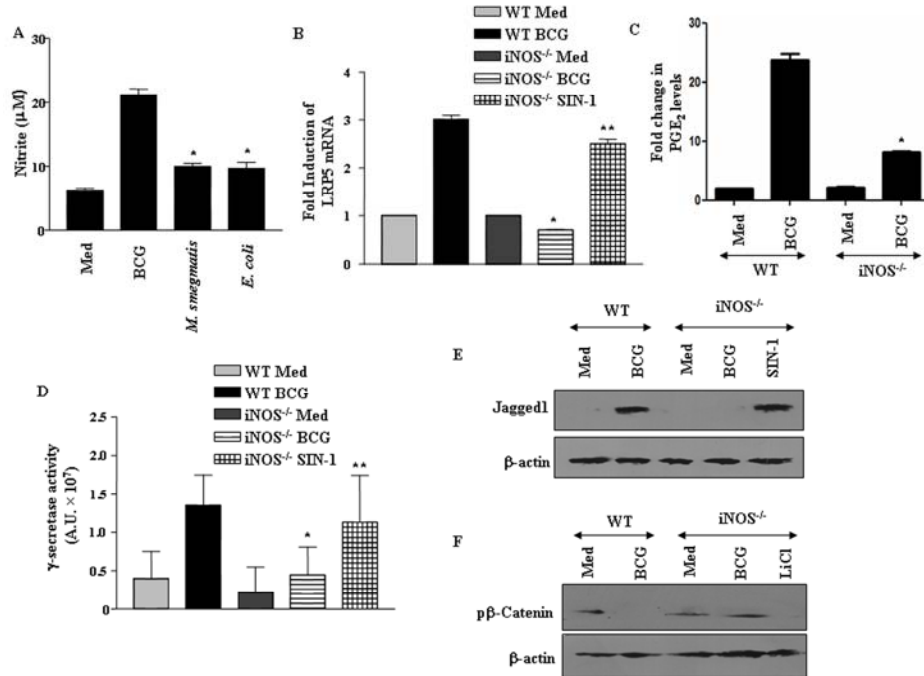 A
Nitrite (μM)
30
20
10
0
Med
BCG
M. smegmatis
*
E. coli
*
B
WT Med
WT BCG
iNOS-/- Med
iNOS-/- BCG
iNOS-/- SIN-1
Fold Induction of
LRP5 mRNA
4
3
2
1
0
*
**
C
Fold change in
PGE2 levels
30
20
10
0
*
Med
BCG
Med
BCG
WT
iNOS-/-
D
WT Med
WT BCG
iNOS-/- Med
iNOS-/- BCG
iNOS-/- SIN-1
γ-secretase activity
(A.U. × 10^7)
2.0
1.5
1.0
0.5
0.0
*
**
E
WT
iNOS-/-
Med
BCG
Med
BCG
SIN-1
Jagged1
β-actin
F
WT
iNOS-/-
Med
BCG
Med
BCG
LiCl
pβ-Catenin
β-actin